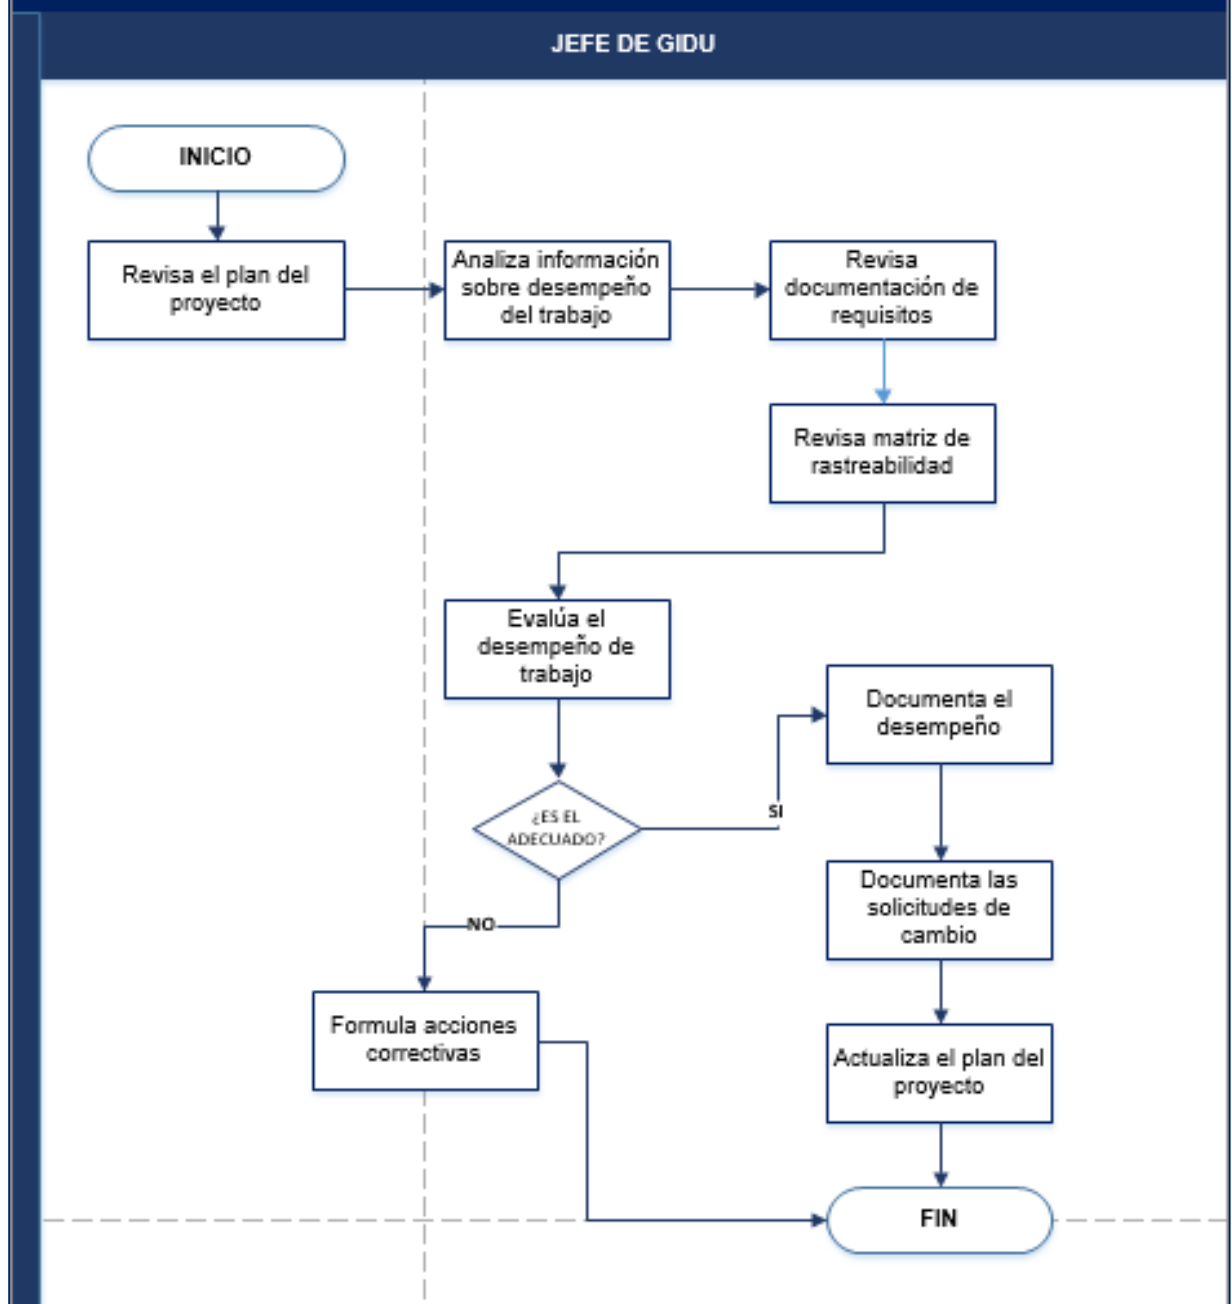 JEFE DE GIDU
INICIO
Revisa el plan del
proyecto
Analiza información
sobre desempeño
del trabajo
Revisa
documentación de
requisitos
Revisa matriz de
rastreabilidad
Evalúa el
desempeño de
trabajo
¿ES EL
ADECUADO?
SI
Documenta el
desempeño
Documenta las
solicitudes de
cambio
NO
Formula acciones
correctivas
Actualiza el plan del
proyecto
FIN